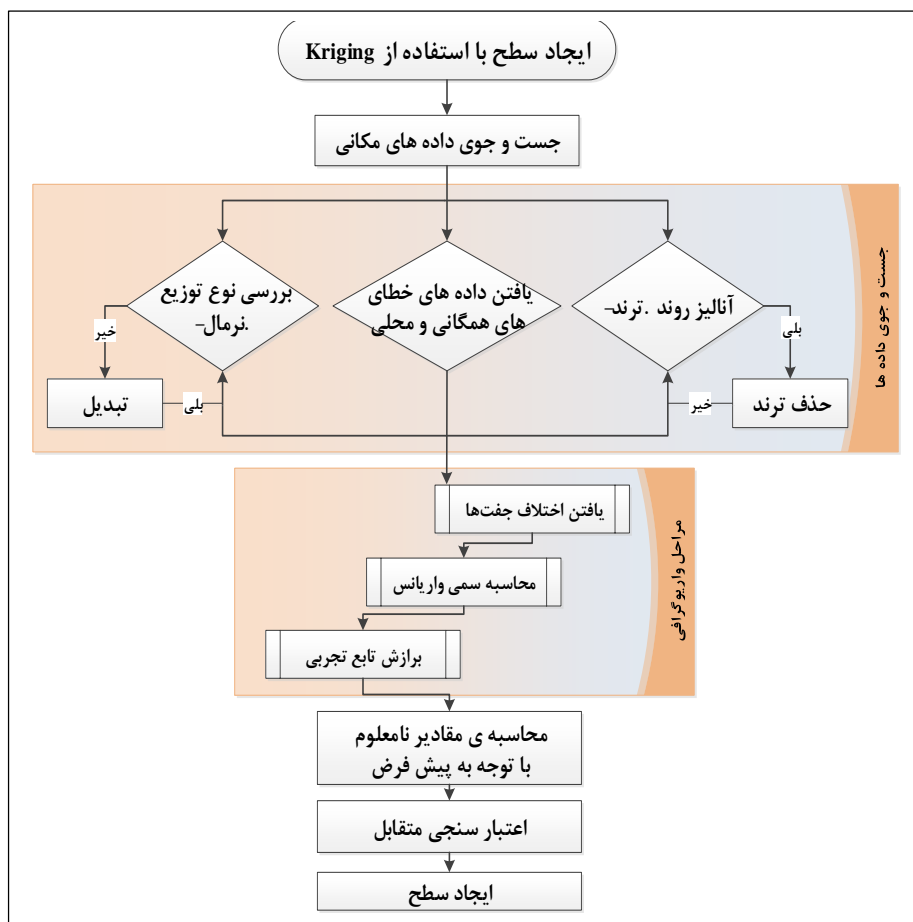 ایجاد سطح با استفاده از Kriging
جست و جوی داده های مکانی
جست و جوی داده ها
آنالیز روند .ترند-
بلی
حذف ترند
خیر
یافتن داده های خطای
های همگانی و محلی
بررسی نوع توزیع
.نرمال-
خیر
تبدیل
بلی
مراحل واریوگرافی
یافتن اختلاف جفت‌ها
محاسبه سمی واریانس
برازش تابع تجربی
محاسبه ی مقادیر نامعلوم
با توجه به پیش فرض
اعتبار سنجی متقابل
ایجاد سطح